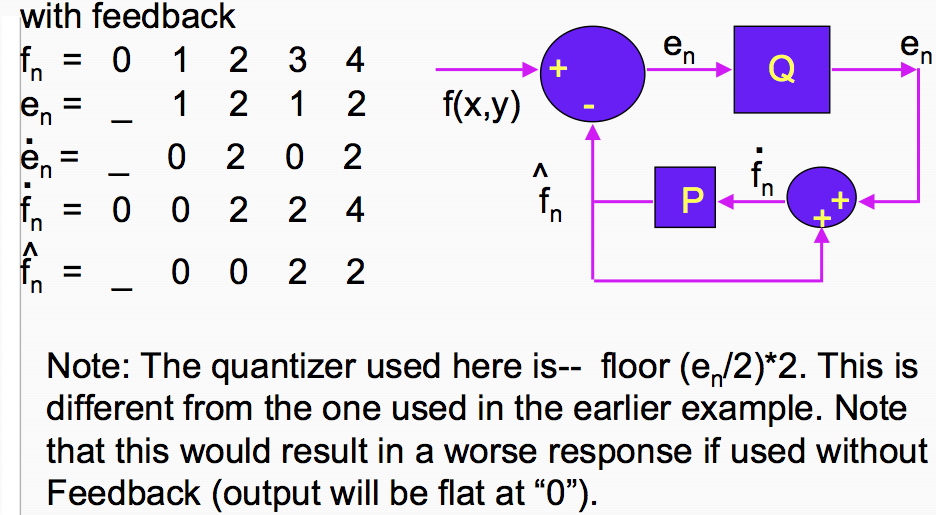 with feedback
fₙ = 0 1 2 3 4
eₙ = _ 1 2 1 2
ėₙ = _ 0 2 0 2
ḟₙ = 0 0 2 2 4
f̂ₙ = _ 0 0 2 2
+
-
f(x,y)
eₙ
Q
eₙ
f̂ₙ
P
ḟₙ
+
+
Note: The quantizer used here is-- floor (eₙ/2)*2. This is
different from the one used in the earlier example. Note
that this would result in a worse response if used without
Feedback (output will be flat at “0”).